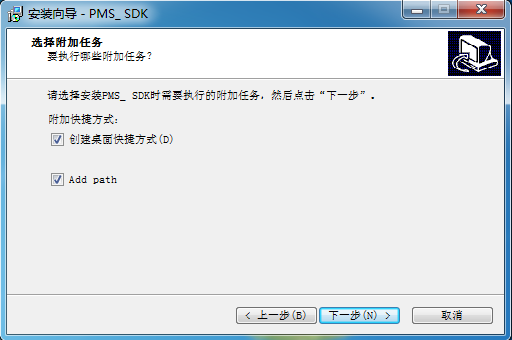 安装向导 - PMS_ SDK
选择附加任务
要执行哪些附加任务?
请选择安装PMS_ SDK时需要执行的附加任务，然后点击“下一步”.
附加快捷方式:
创建桌面快捷方式(D)
Add path
< 上一步(B)
下一步(N) >
取消